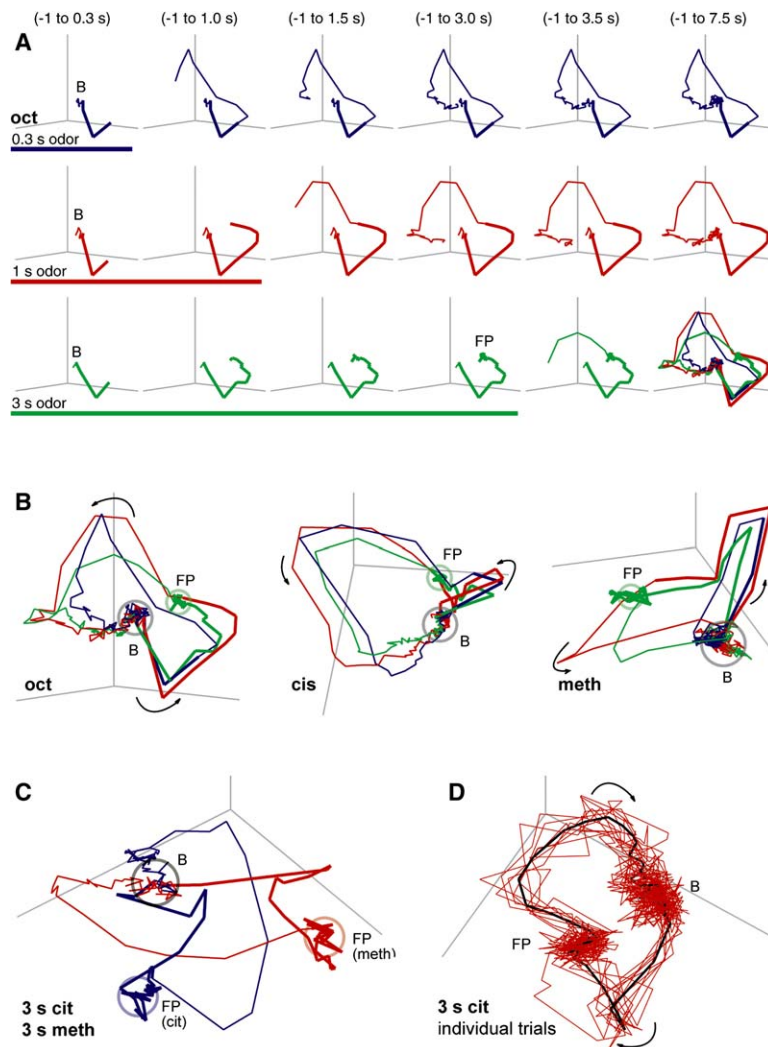 (-1 to 0.3 s) (-1 to 1.0 s) (-1 to 1.5 s) (-1 to 3.0 s) (-1 to 3.5 s) (-1 to 7.5 s)
A
B
oct
0.3 s odor
B
1 s odor
B
FP
3 s odor
B
FP
B
oct
FP
B
cis
FP
B
meth
C
B
FP
(meth)
FP
(cit)
3 s cit
3 s meth
D
B
FP
3 s cit
individual trials